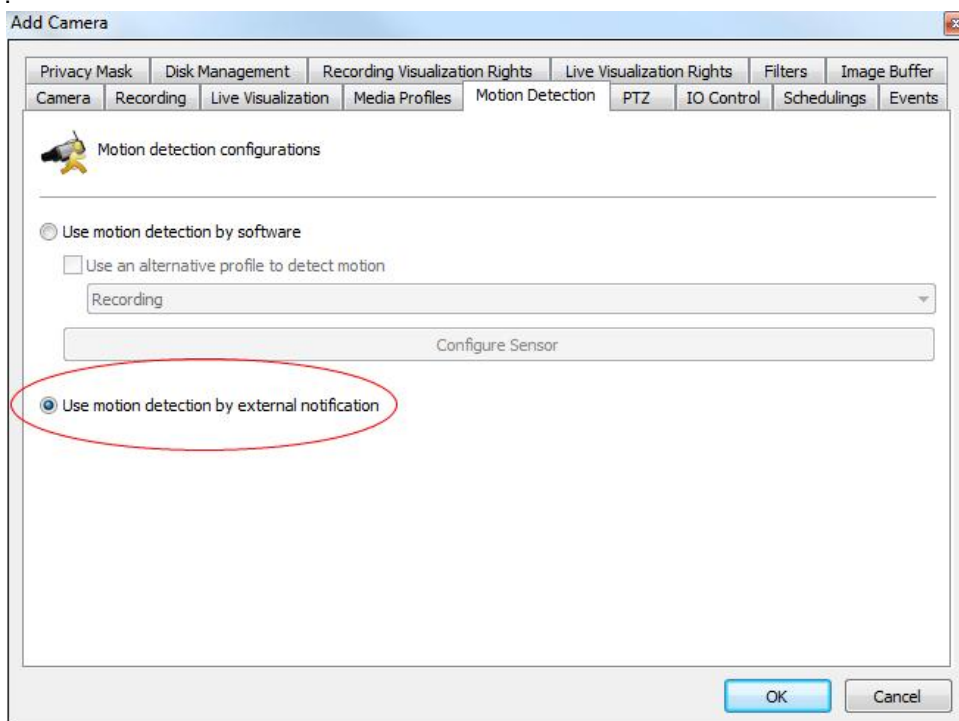 .
Add Camera
Privacy Mask Disk Management Recording Visualization Rights Live Visualization Rights Filters Image Buffer
Camera Recording Live Visualization Media Profiles Motion Detection PTZ IO Control Schedulings Events
Motion detection configurations
Use motion detection by software
Use an alternative profile to detect motion
Recording
Configure Sensor
Use motion detection by external notification
OK Cancel